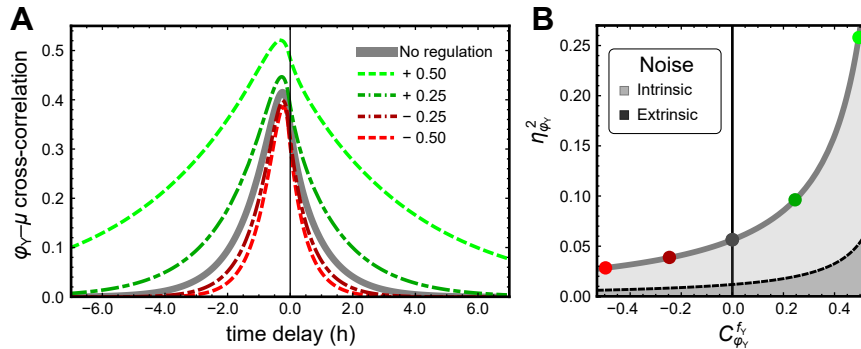 A
φY–μ cross-correlation
0.5
0.4
0.3
0.2
0.1
0.0
No regulation
+ 0.50
+ 0.25
− 0.25
− 0.50
−6.0 −4.0 −2.0 0.0 2.0 4.0 6.0
time delay (h)
B
η²φY
0.25
0.20
0.15
0.10
0.05
0.00
Noise
Intrinsic
Extrinsic
−0.4 −0.2 0.0 0.2 0.4
C fY φY